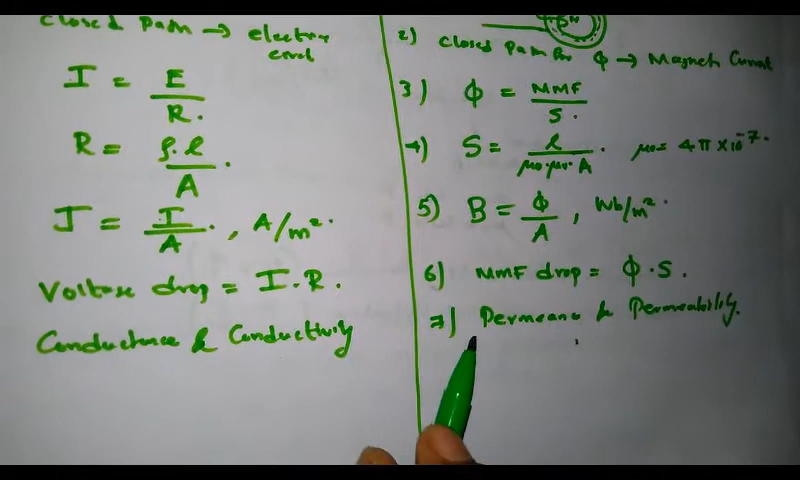 Closed Path → electric
circuit
I = E / R.
R = ρ.l / A.
J = I / A, A/m².
Voltage drop = I.R.
Conductance & Conductivity
2) Closed Path for Φ → Magnetic Current
3) Φ = MMF / S.
4) S = l / μ₀.μr.A . μ₀ = 4π×10⁻⁷.
5) B = Φ / A, Wb/m².
6) MMF drop = Φ.S.
7) Permeance & Permeability.